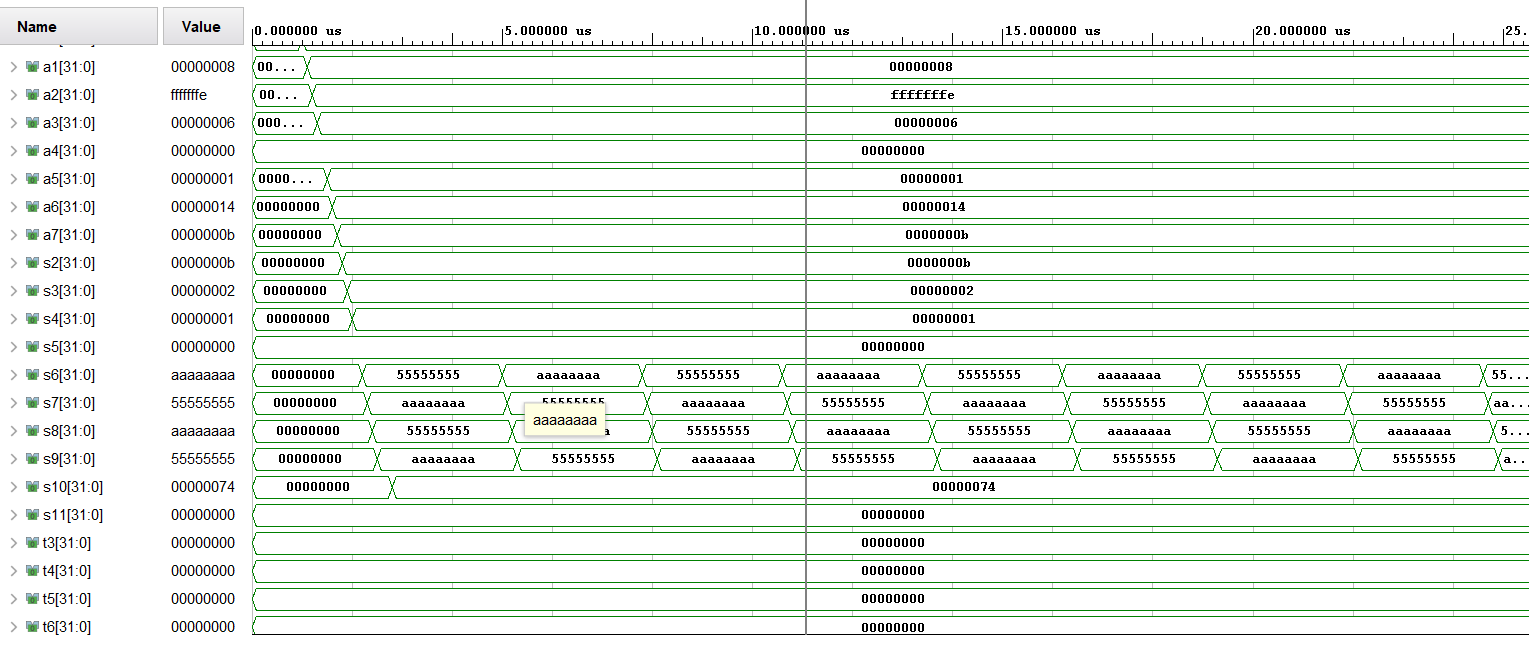 Name Value 0.000000 us 5.000000 us 10.000000 us 15.000000 us 20.000000 us 25.
a1[31:0] 00000008 00... 00000008
a2[31:0] fffffffe 00... fffffffe
a3[31:0] 00000006 000... 00000006
a4[31:0] 00000000 00000000
a5[31:0] 00000001 0000... 00000001
a6[31:0] 00000014 00000000 00000014
a7[31:0] 0000000b 00000000 0000000b
s2[31:0] 0000000b 00000000 0000000b
s3[31:0] 00000002 00000000 00000002
s4[31:0] 00000001 00000000 00000001
s5[31:0] 00000000 00000000
s6[31:0] aaaaaaaa 00000000 55555555 aaaaaaaa 55555555 aaaaaaaa 55555555 aaaaaaaa 55555555 aaaaaaaa 55...
s7[31:0] 55555555 00000000 aaaaaaaa 55555555 aaaaaaaa 55555555 aaaaaaaa 55555555 aaaaaaaa 55555555 aa...
aaaaaaaa
s8[31:0] aaaaaaaa 00000000 55555555 a 55555555 aaaaaaaa 55555555 aaaaaaaa 55555555 aaaaaaaa 5...
s9[31:0] 55555555 00000000 aaaaaaaa 55555555 aaaaaaaa 55555555 aaaaaaaa 55555555 aaaaaaaa 55555555 a...
s10[31:0] 00000074 00000000 00000074
s11[31:0] 00000000 00000000
t3[31:0] 00000000 00000000
t4[31:0] 00000000 00000000
t5[31:0] 00000000 00000000
t6[31:0] 00000000 00000000